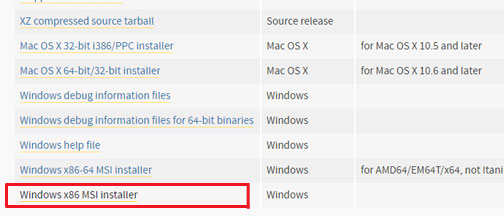 XZ compressed source tarball Source release
Mac OS X 32-bit i386/PPC installer Mac OS X for Mac OS X 10.5 and later
Mac OS X 64-bit/32-bit installer Mac OS X for Mac OS X 10.6 and later
Windows debug information files Windows
Windows debug information files for 64-bit binaries Windows
Windows help file Windows
Windows x86-64 MSI installer Windows for AMD64/EM64T/x64, not Itani
Windows x86 MSI installer Windows